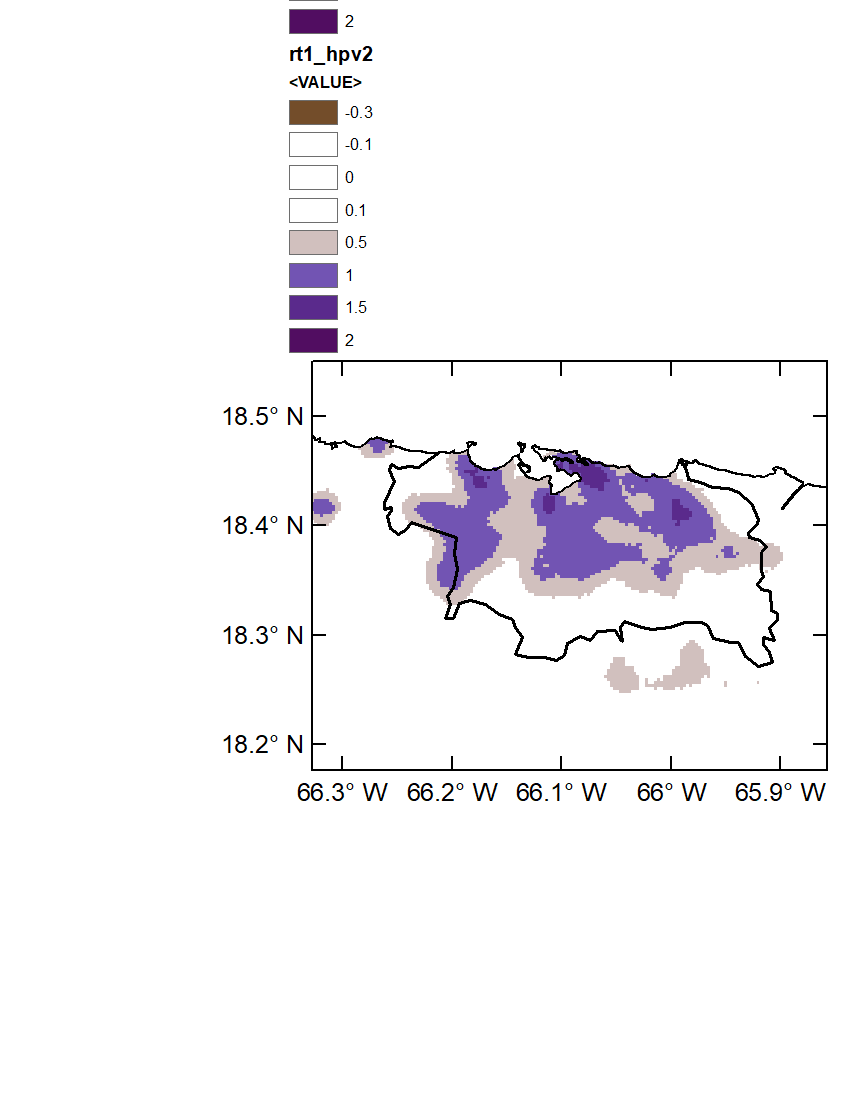 2
rt1_hpv2
<VALUE>
-0.3
-0.1
0
0.1
0.5
1
1.5
2
18.5° N
18.4° N
18.3° N
18.2° N
66.3° W 66.2° W 66.1° W 66° W 65.9° W